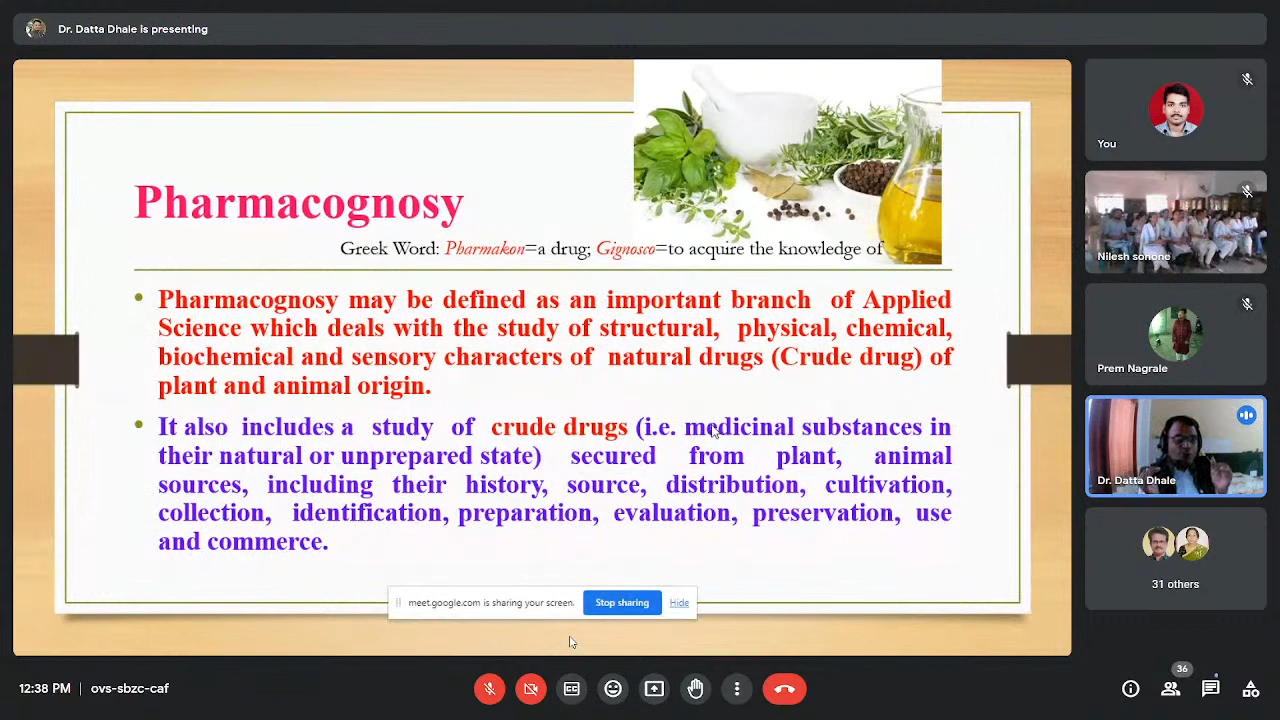 Dr. Datta Dhale is presenting
Pharmacognosy
Greek Word: Pharmakon=a drug; Gignosco=to acquire the knowledge of
• Pharmacognosy may be defined as an important branch of Applied
Science which deals with the study of structural, physical, chemical,
biochemical and sensory characters of natural drugs (Crude drug) of
plant and animal origin.
• It also includes a study of crude drugs (i.e. medicinal substances in
their natural or unprepared state) secured from plant, animal
sources, including their history, source, distribution, cultivation,
collection, identification, preparation, evaluation, preservation, use
and commerce.
meet.google.com is sharing your screen. Stop sharing Hide
You
Nilesh sonone
Prem Nagrale
Dr. Datta Dhale
31 others
12:38 PM | ovs-sbzc-caf
36